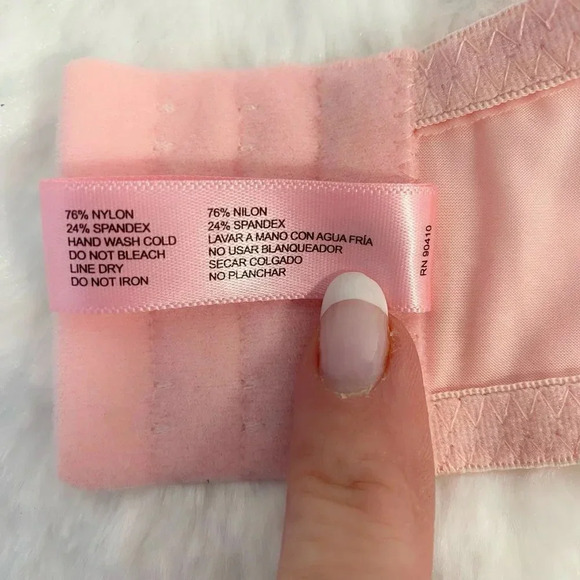 76% NYLON
24% SPANDEX
HAND WASH COLD
DO NOT BLEACH
LINE DRY
DO NOT IRON
76% NILON
24% SPANDEX
LAVAR A MANO CON AGUA FRÍA
NO USAR BLANQUEADOR
SECAR COLGADO
NO PLANCHAR
RN 90410